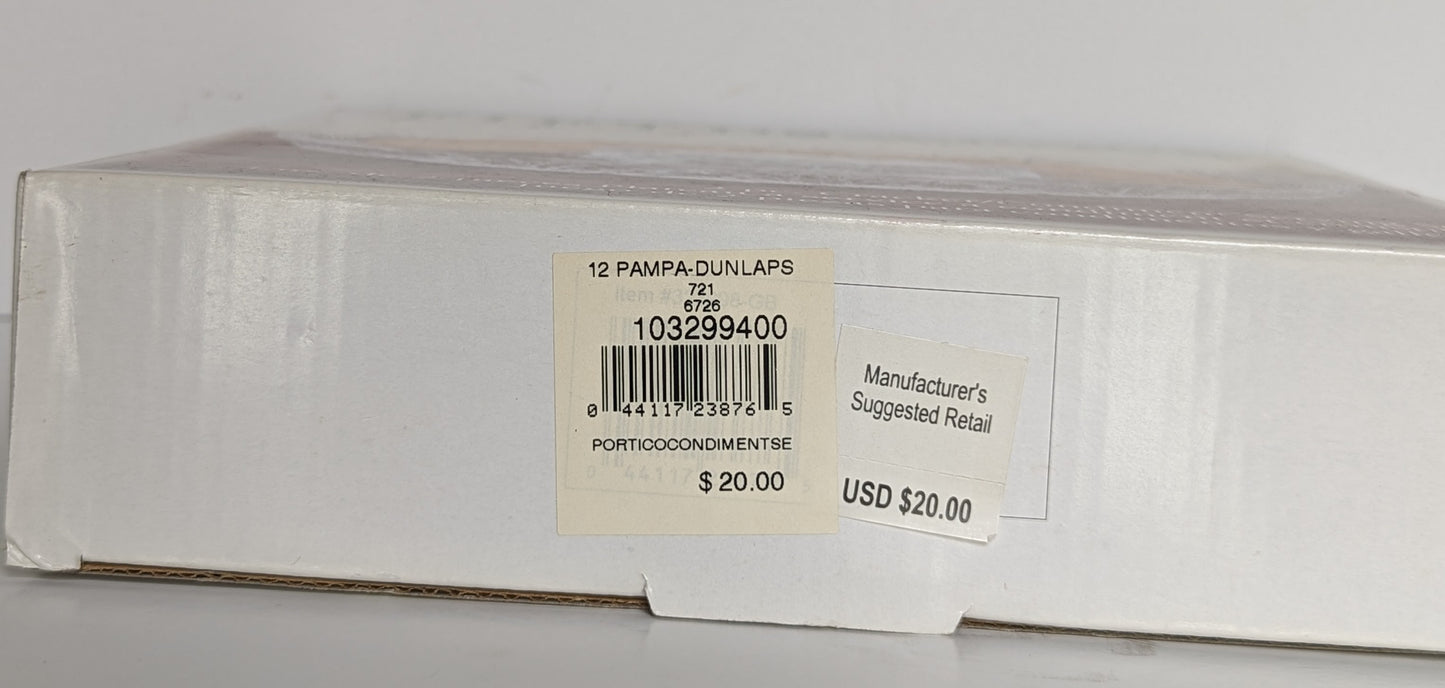 12 PAMPA-DUNLAPS
721
6726
103299400
0 44117 23876 5
PORTICOCONDIMENTSE
$ 20.00
Manufacturer's
Suggested Retail
USD $20.00